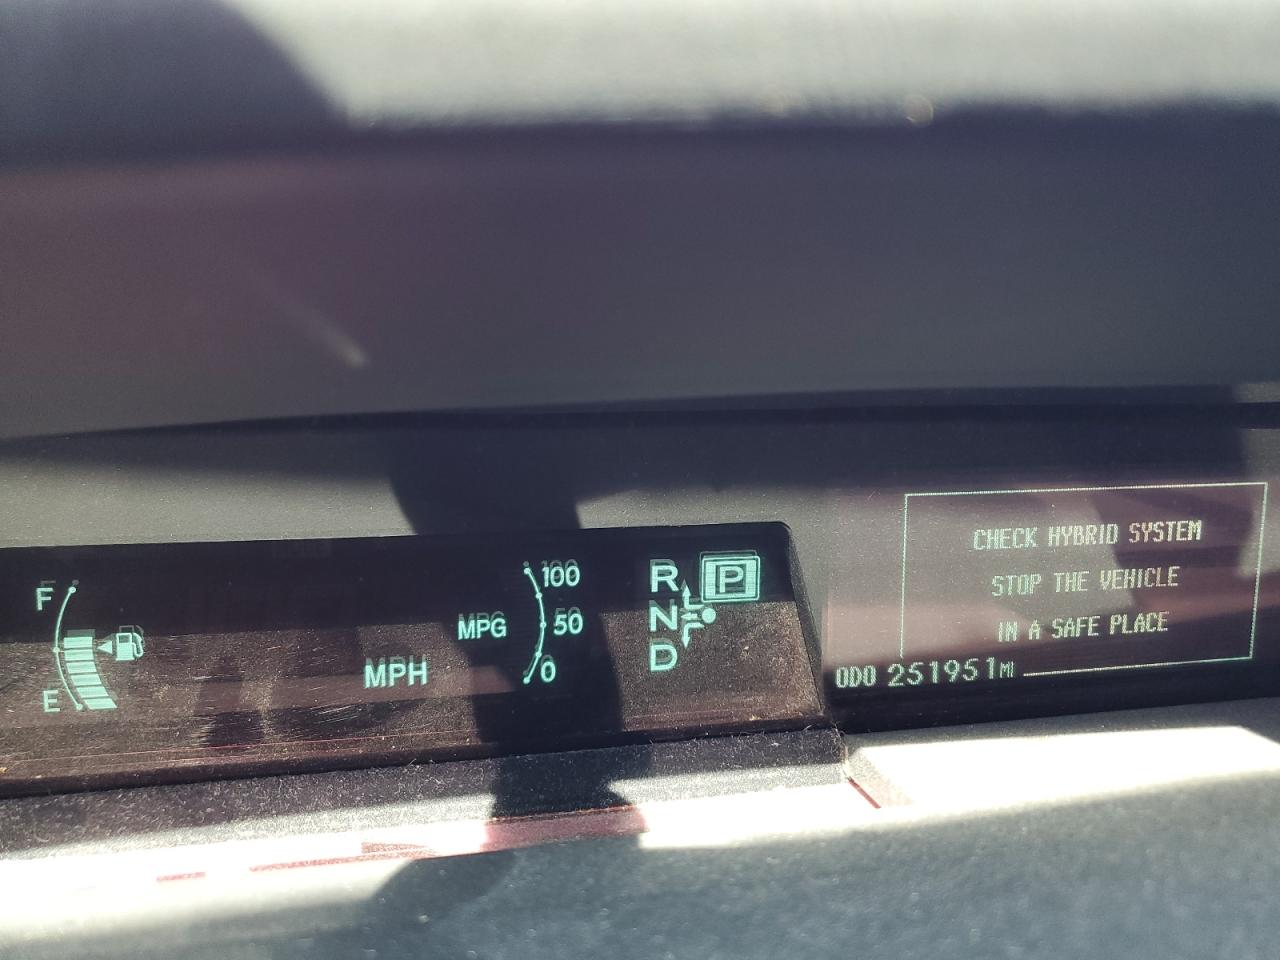 F
E
MPH
MPG
100
50
0
R
P
N
D
CHECK HYBRID SYSTEM
STOP THE VEHICLE
IN A SAFE PLACE
ODO 251951MI